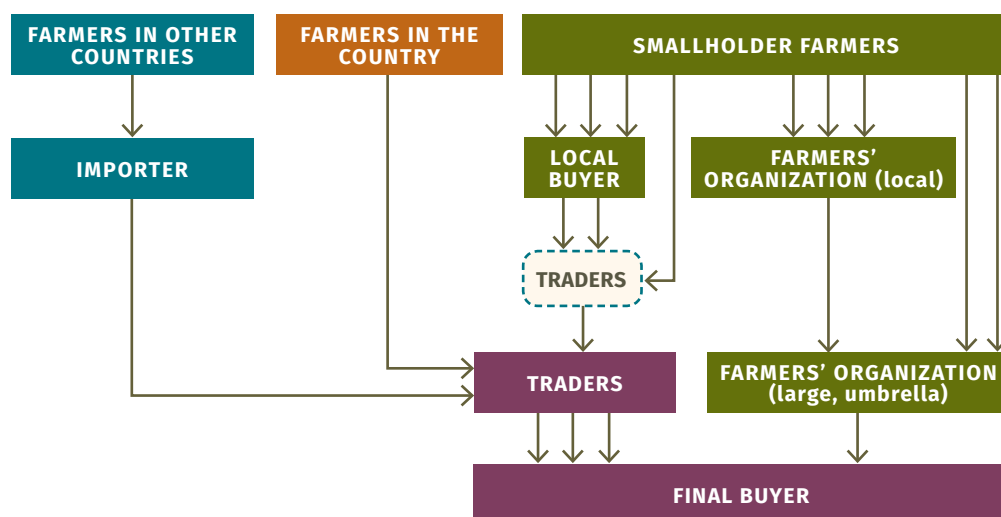 FARMERS IN OTHER
COUNTRIES
FARMERS IN THE
COUNTRY
SMALLHOLDER FARMERS
IMPORTER
LOCAL
BUYER
FARMERS’
ORGANIZATION (local)
TRADERS
TRADERS
FARMERS’ ORGANIZATION
(large, umbrella)
FINAL BUYER